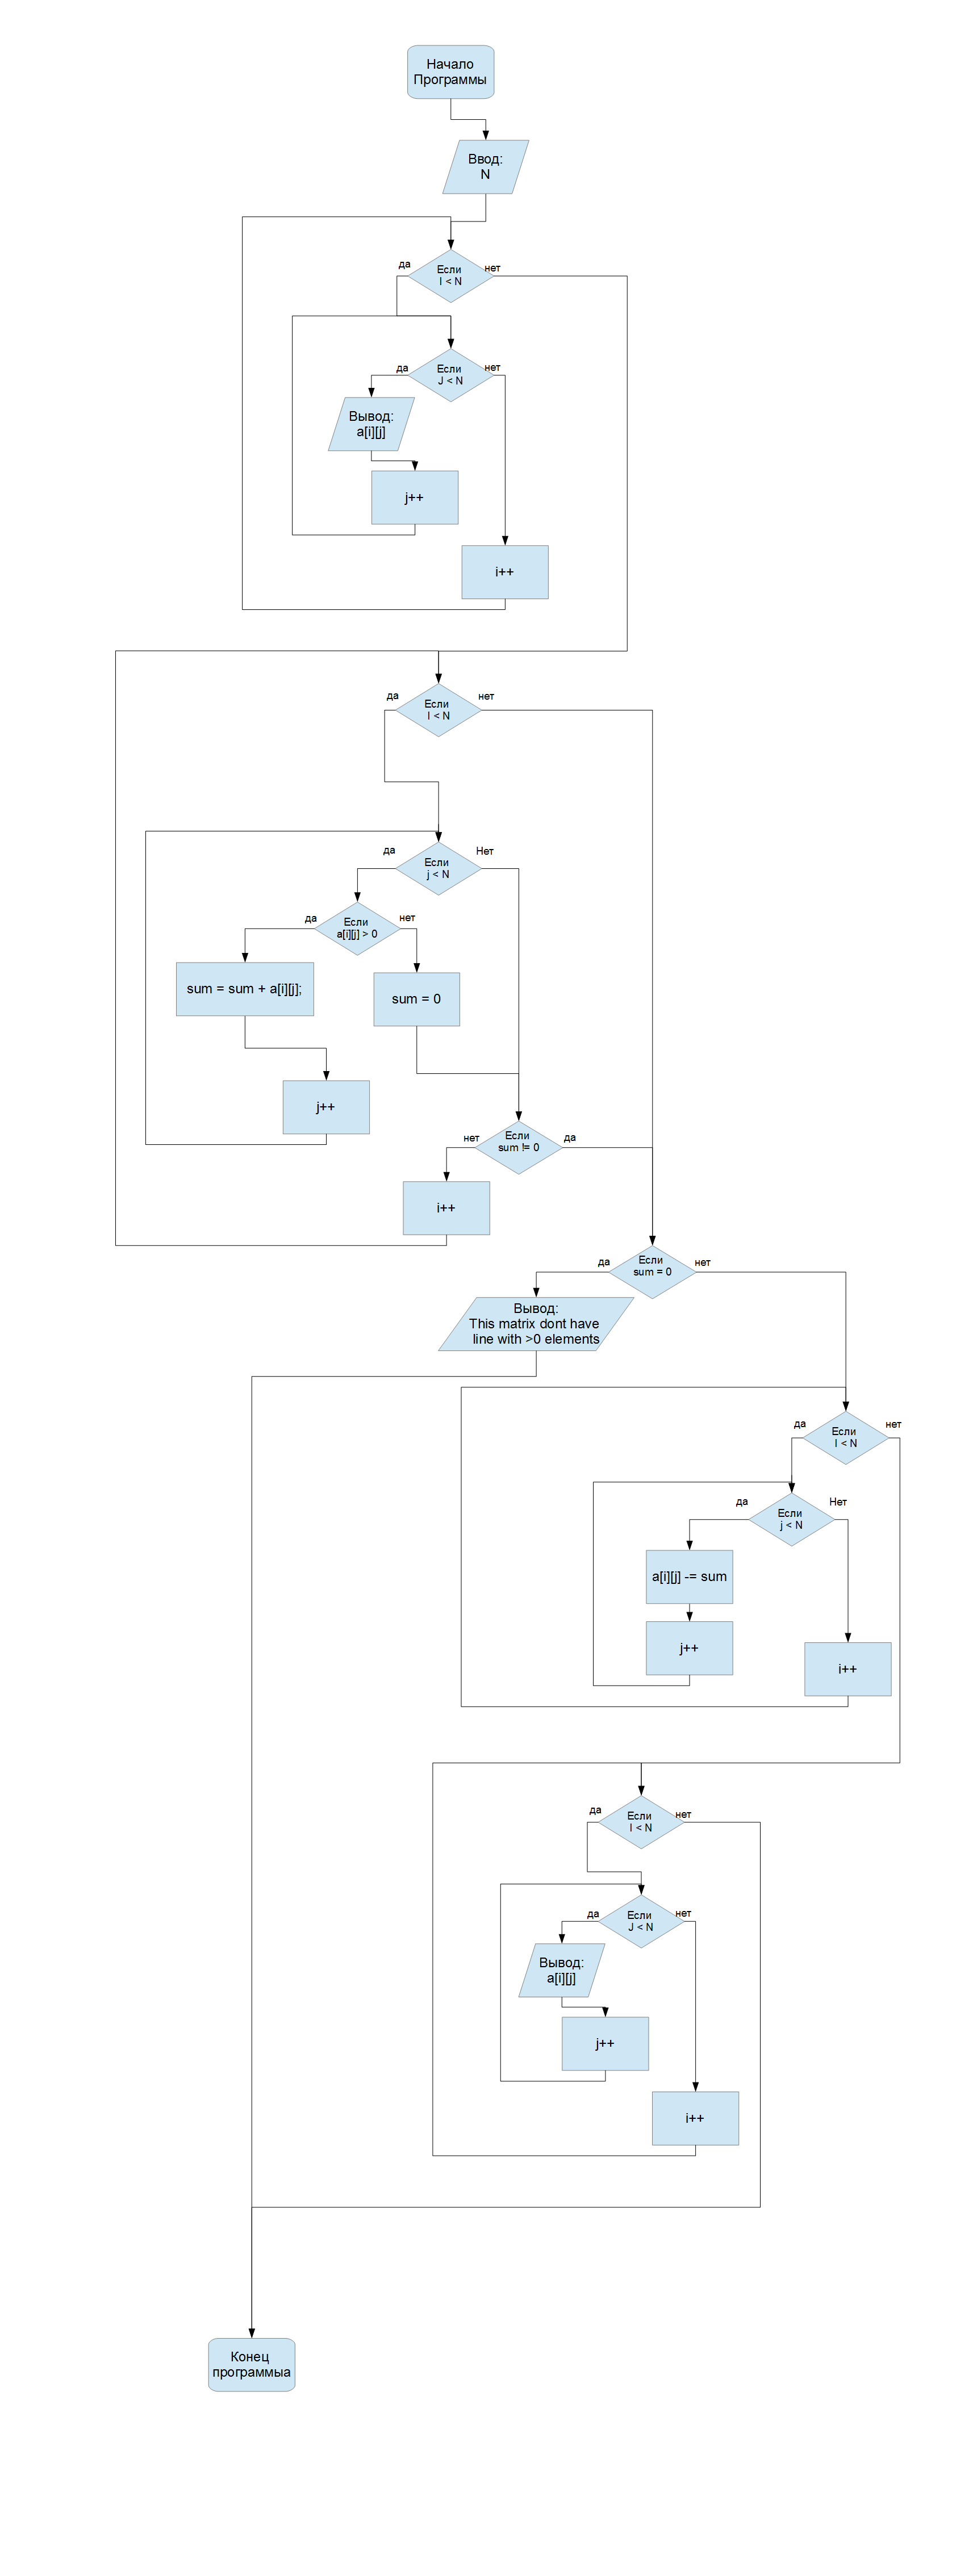 Начало
Программы
Ввод:
N
да
Если
I < N
нет
да
Если
J < N
нет
Вывод:
a[i][j]
j++
i++
да
Если
I < N
нет
да
Если
j < N
Нет
да
Если
a[i][j] > 0
нет
sum = sum + a[i][j];
sum = 0
j++
нет
Если
sum != 0
да
i++
да
Если
sum = 0
нет
Вывод:
This matrix dont have
line with >0 elements
да
Если
I < N
нет
да
Если
j < N
Нет
a[i][j] -= sum
j++
i++
да
Если
I < N
нет
да
Если
J < N
нет
Вывод:
a[i][j]
j++
i++
Конец
программыа